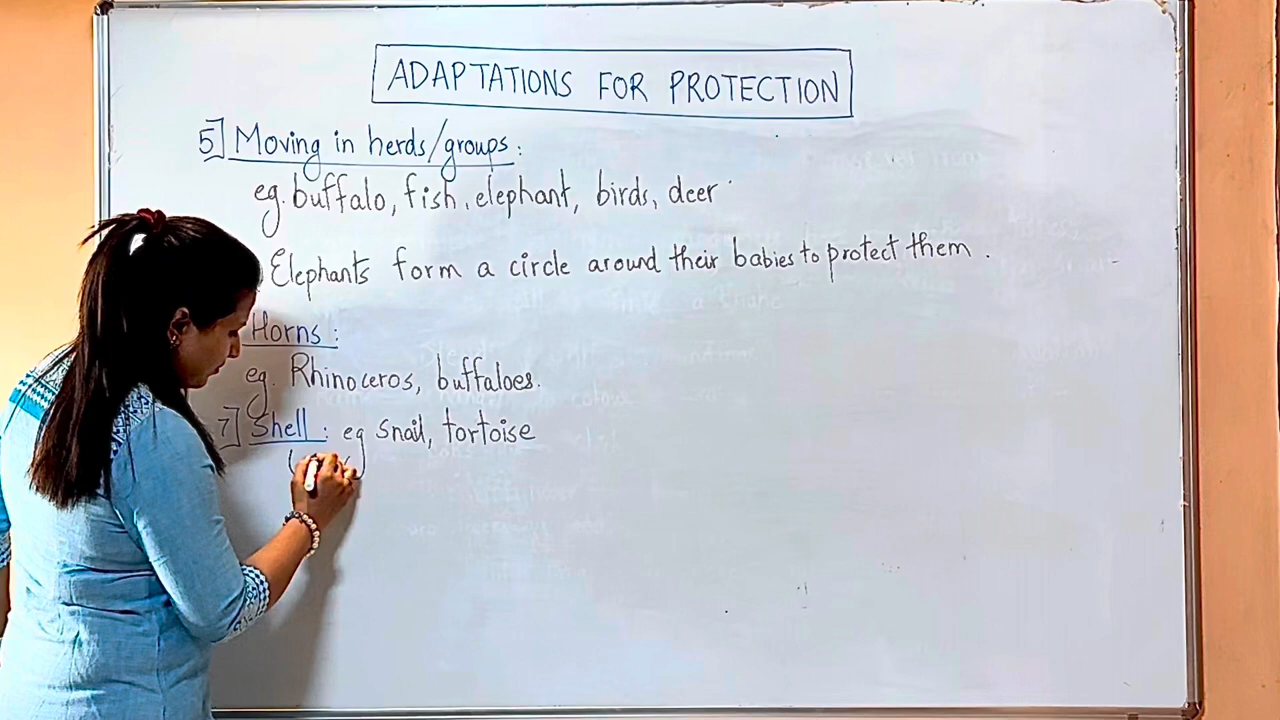 ADAPTATIONS FOR PROTECTION
5] Moving in herds/groups:
eg. buffalo, fish, elephant, birds, deer
Elephants form a circle around their babies to protect them.
Horns:
eg. Rhinoceros, buffaloes.
7] Shell: eg snail, tortoise